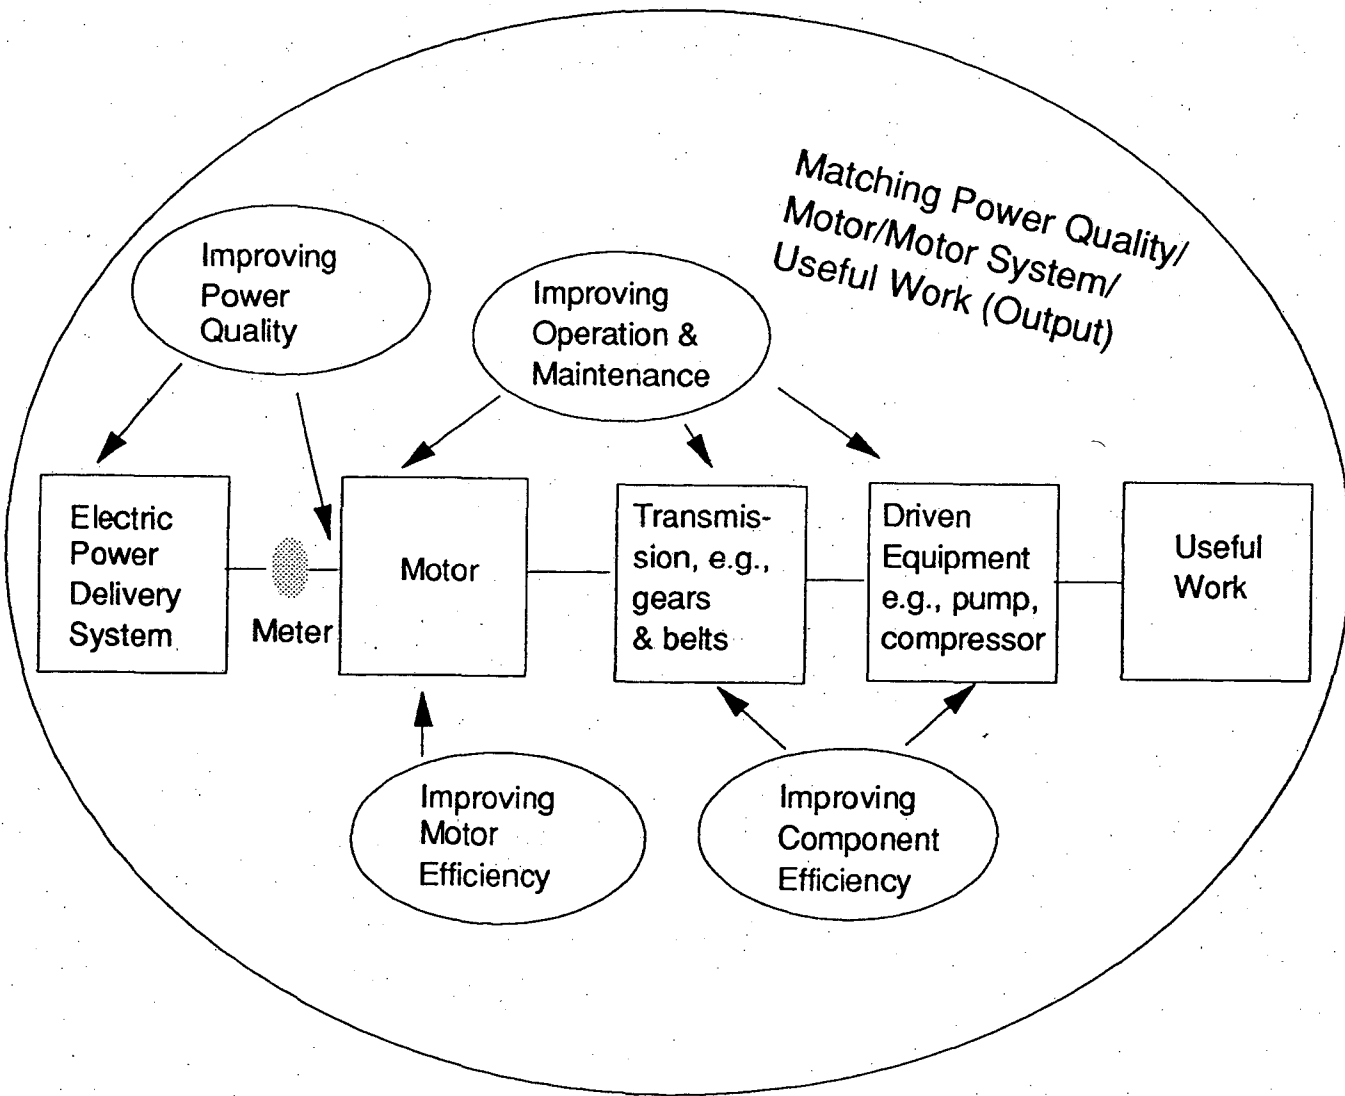 Matching Power Quality/
Motor/Motor System/
Useful Work (Output)
Improving
Power
Quality
Improving
Operation &
Maintenance
Electric
Power
Delivery
System
Meter
Motor
Transmis-
sion, e.g.,
gears
& belts
Driven
Equipment
e.g., pump,
compressor
Useful
Work
Improving
Motor
Efficiency
Improving
Component
Efficiency